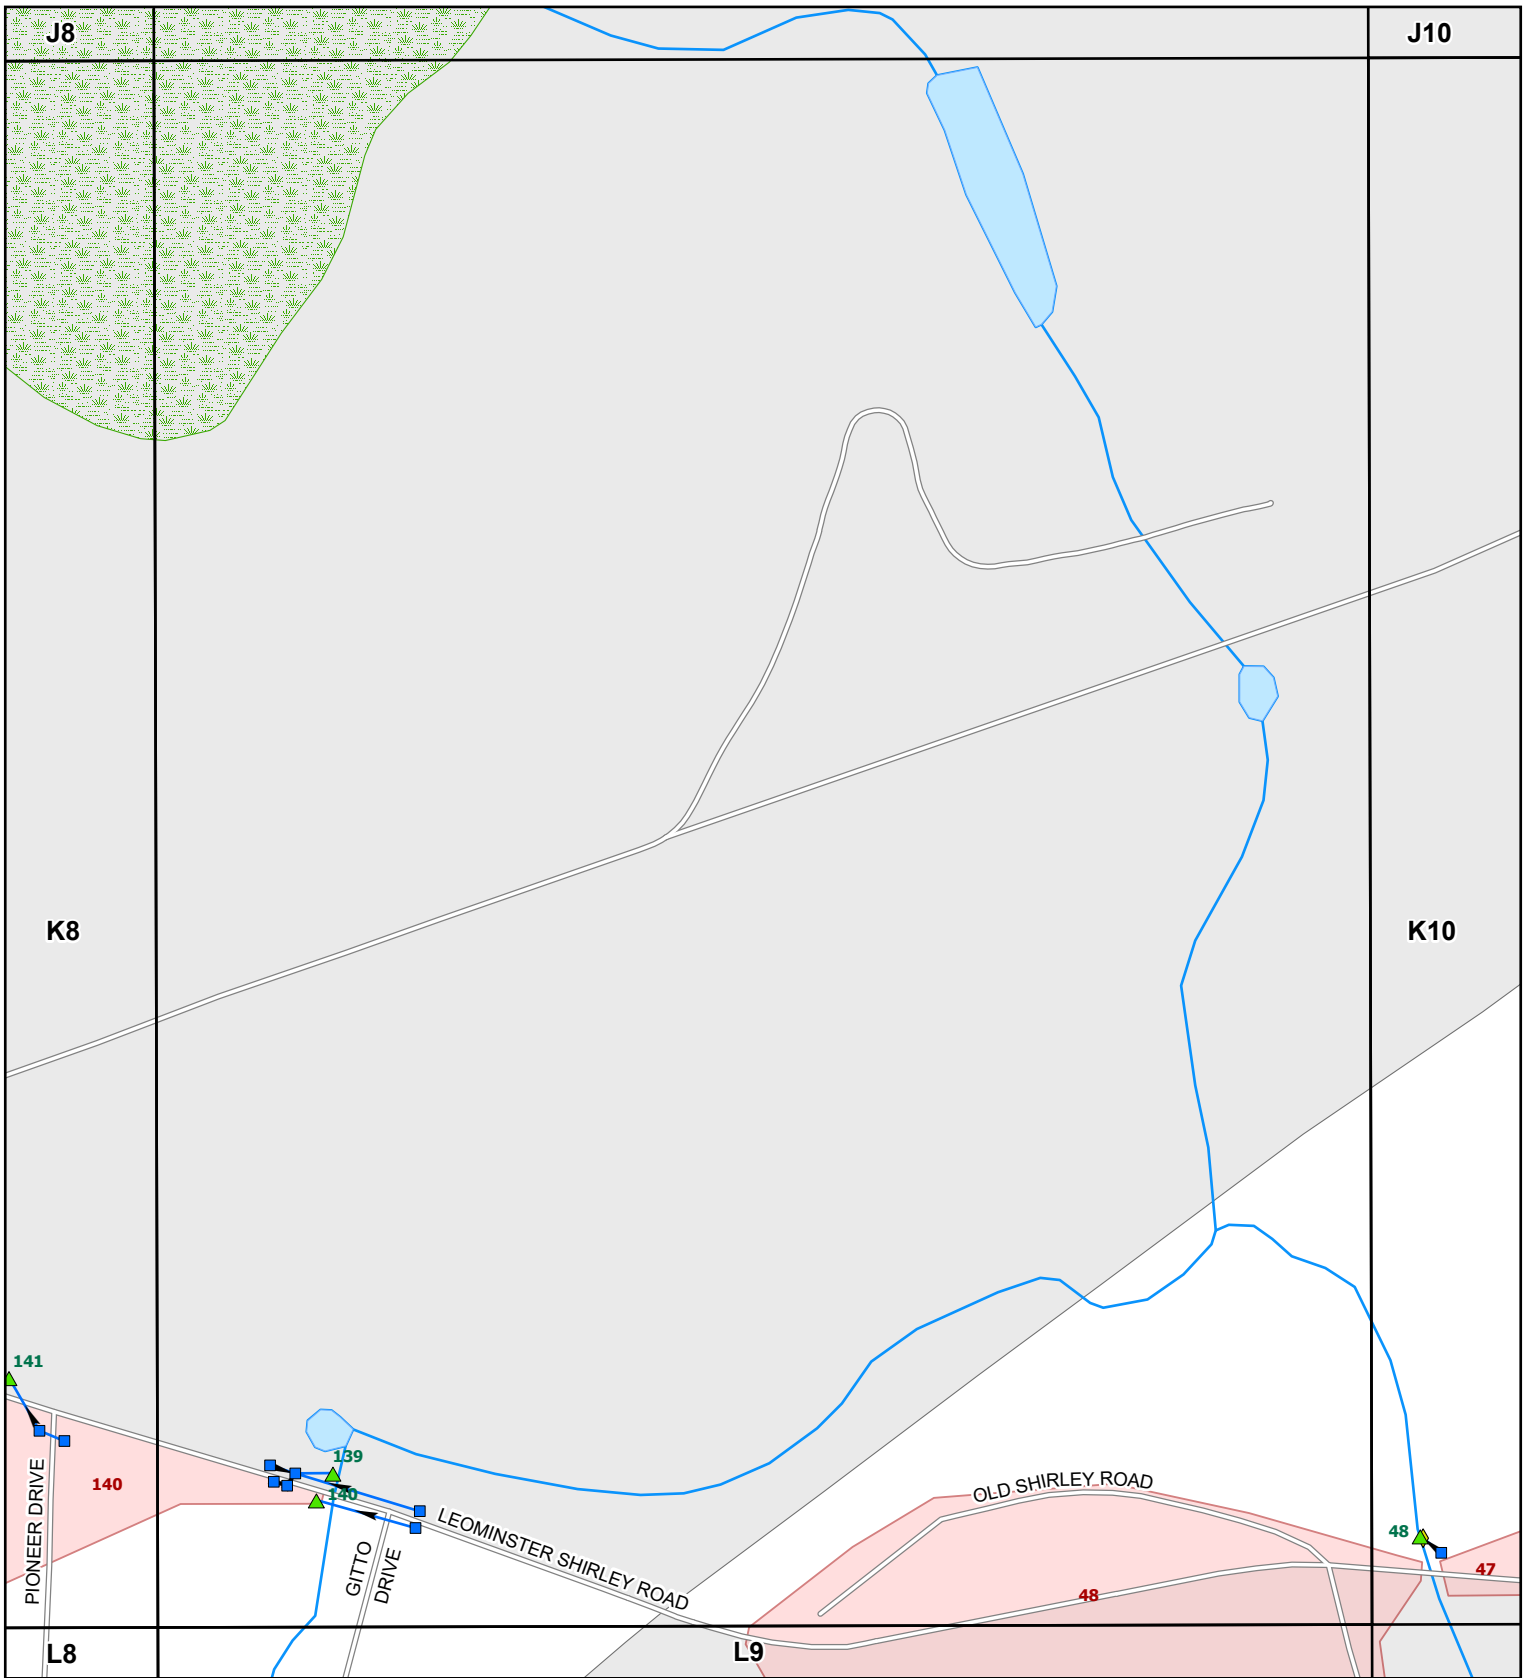 J8
J10
K8
K10
141
139
140
140
OLD SHIRLEY ROAD
PIONEER DRIVE
LEOMINSTER SHIRLEY ROAD
GITTO
DRIVE
48
47
48
L8
L9